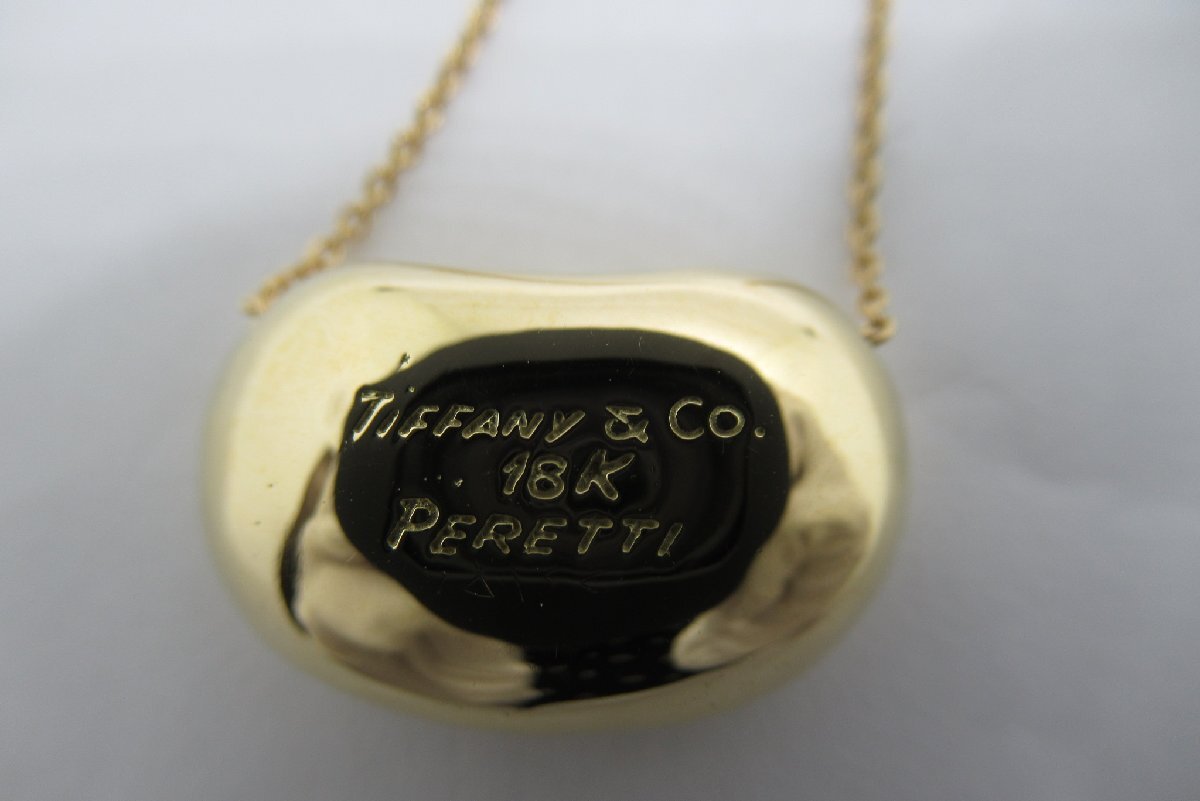 TIFFANY & CO.
18K
PERETTI